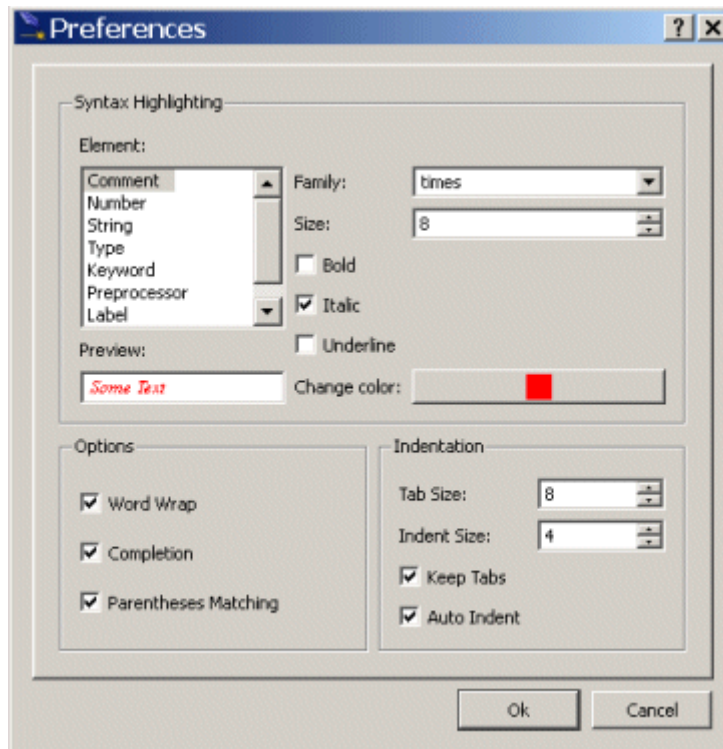 Preferences
Syntax Highlighting
Element:
Comment
Number
String
Type
Keyword
Preprocessor
Label
Family: times
Size: 8
Bold
Italic
Underline
Preview:
Some Text
Change color:
Options
Word Wrap
Completion
Parentheses Matching
Indentation
Tab Size: 8
Indent Size: 4
Keep Tabs
Auto Indent
Ok Cancel